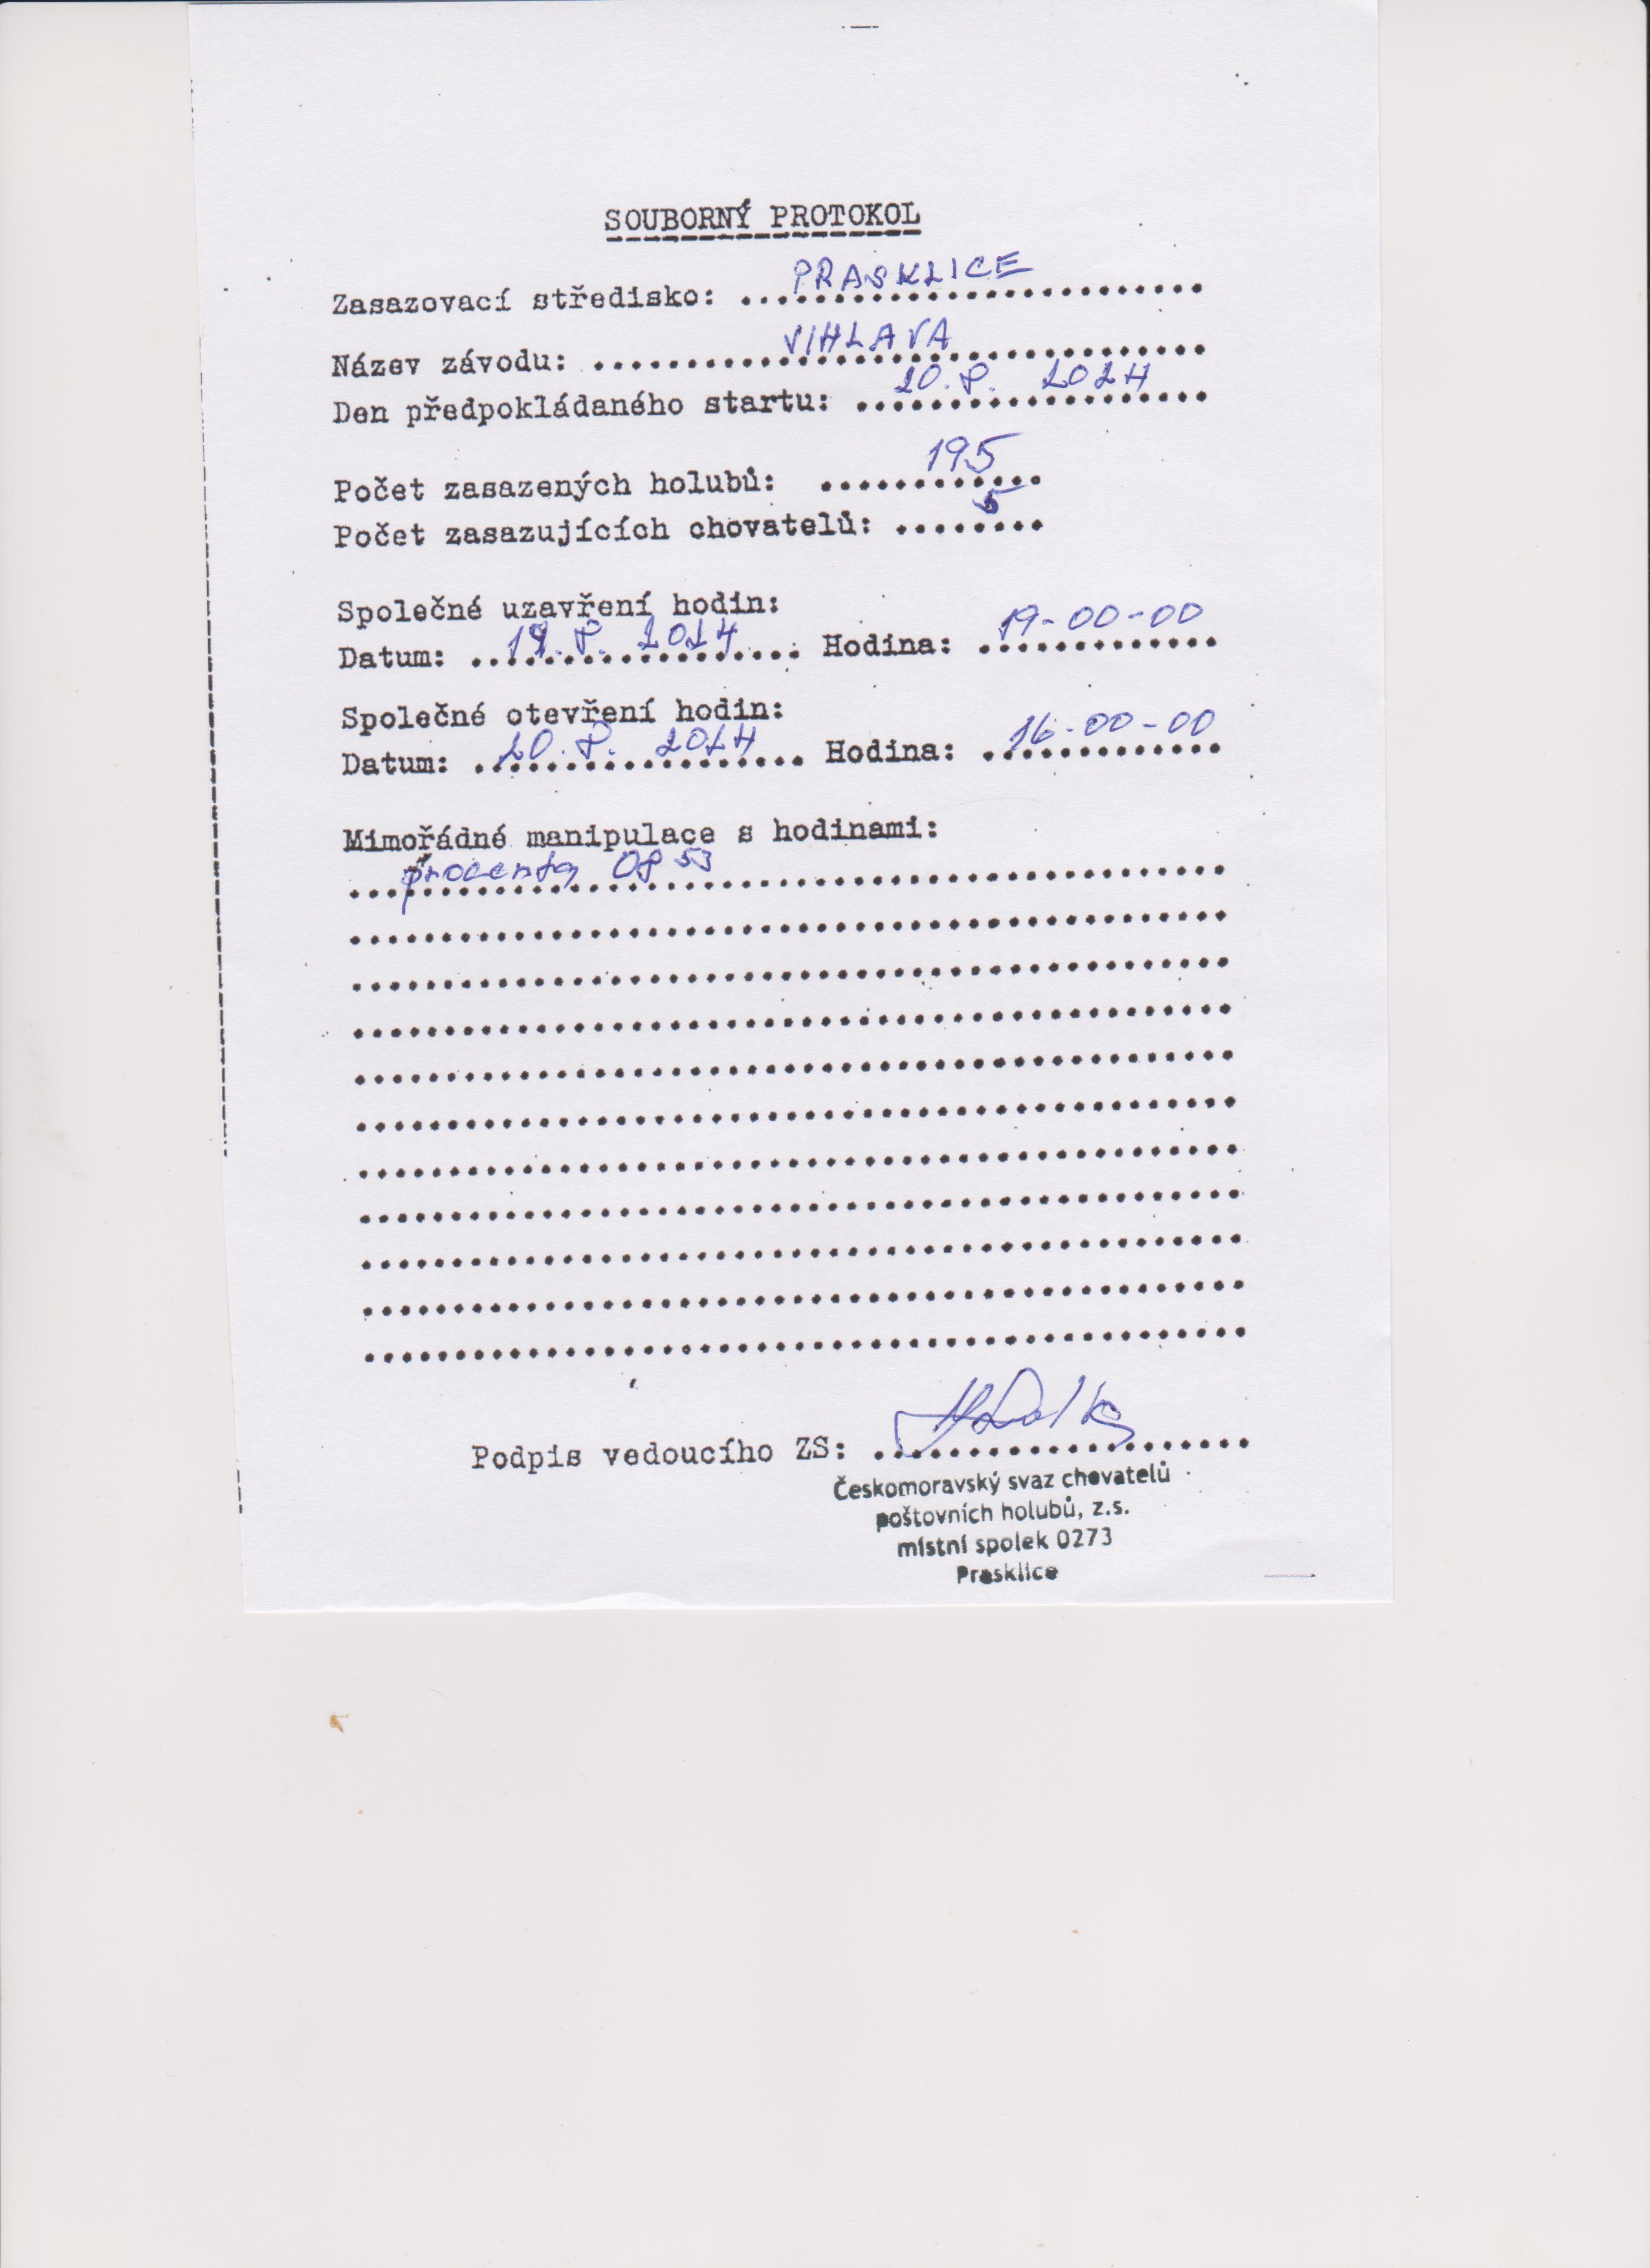 SOUBORNÝ PROTOKOL
Zasazovací středisko: PRASKLICE
Název závodu: VIHLAVA
Den předpokládaného startu: 20. 8. 2024
Počet zasazených holubů: 195
Počet zasazujících chovatelů: 5
Společné uzavření hodin:
Datum: 19. 8. 2024 Hodina: 19-00-00
Společné otevření hodin:
Datum: 20. 8. 2024 Hodina: 16-00-00
Mimořádné manipulace s hodinami:
procenta 08 53
Podpis vedoucího ZS:
Českomoravský svaz chovatelů
poštovních holubů, z.s.
místní spolek 0273
Prasklice